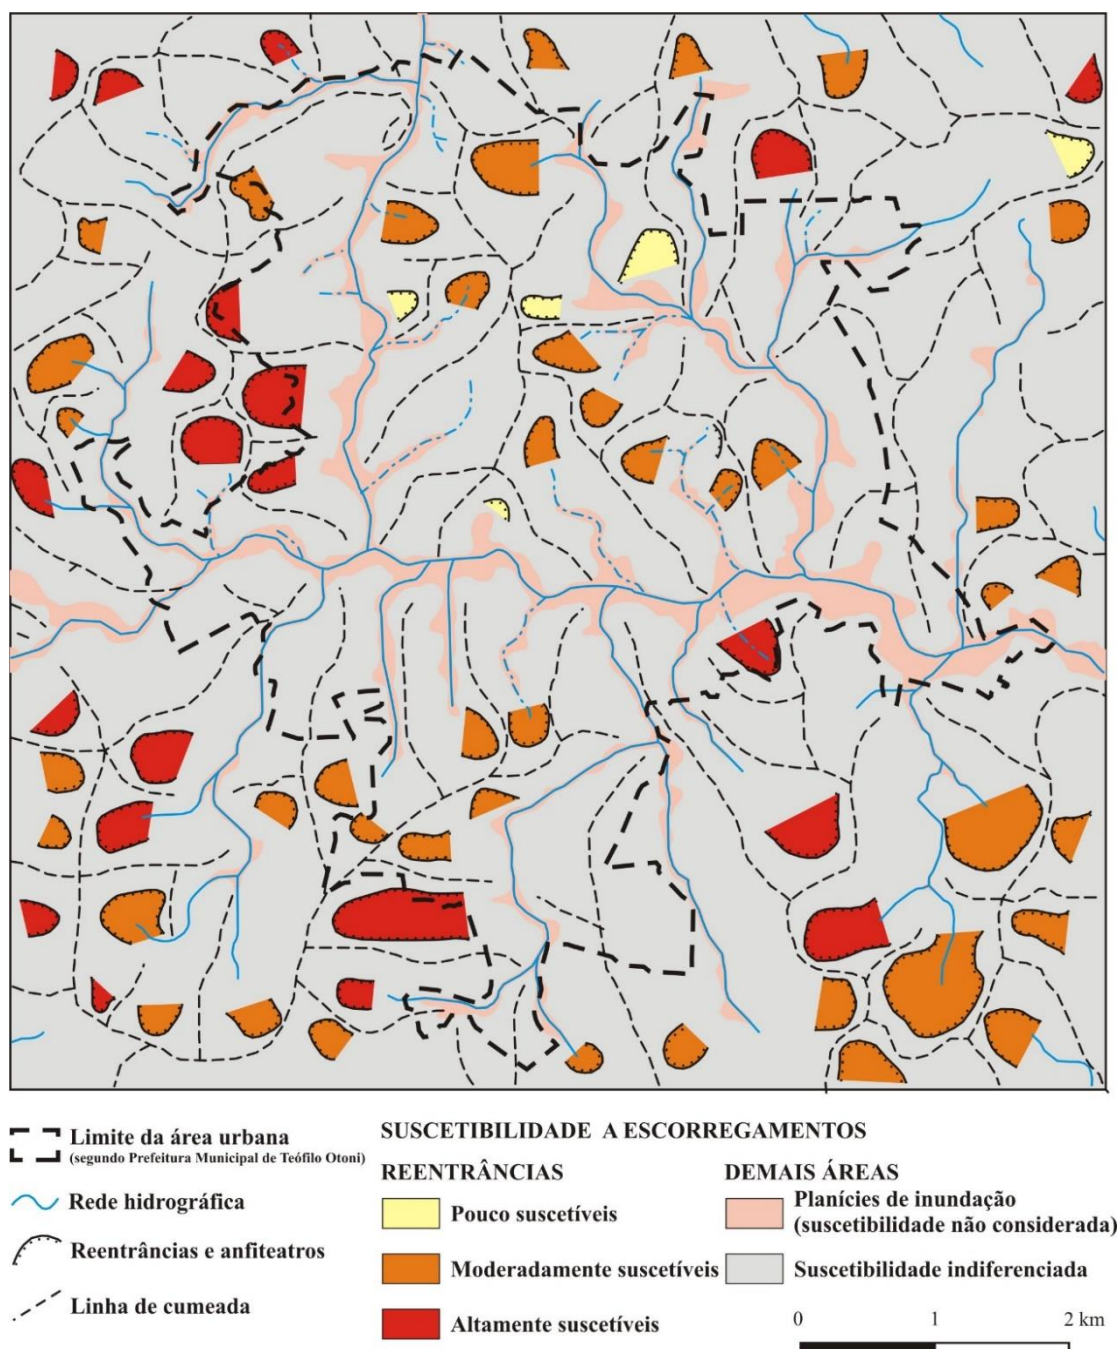 Limite da área urbana
(segundo Prefeitura Municipal de Teófilo Otoni)
Rede hidrográfica
Reentrâncias e anfiteatros
Linha de cumeada
SUSCETIBILIDADE A ESCORREGAMENTOS
REENTRÂNCIAS
Pouco suscetíveis
Moderadamente suscetíveis
Altamente suscetíveis
DEMAIS ÁREAS
Planícies de inundação
(suscetibilidade não considerada)
Suscetibilidade indiferenciada
0 1 2 km